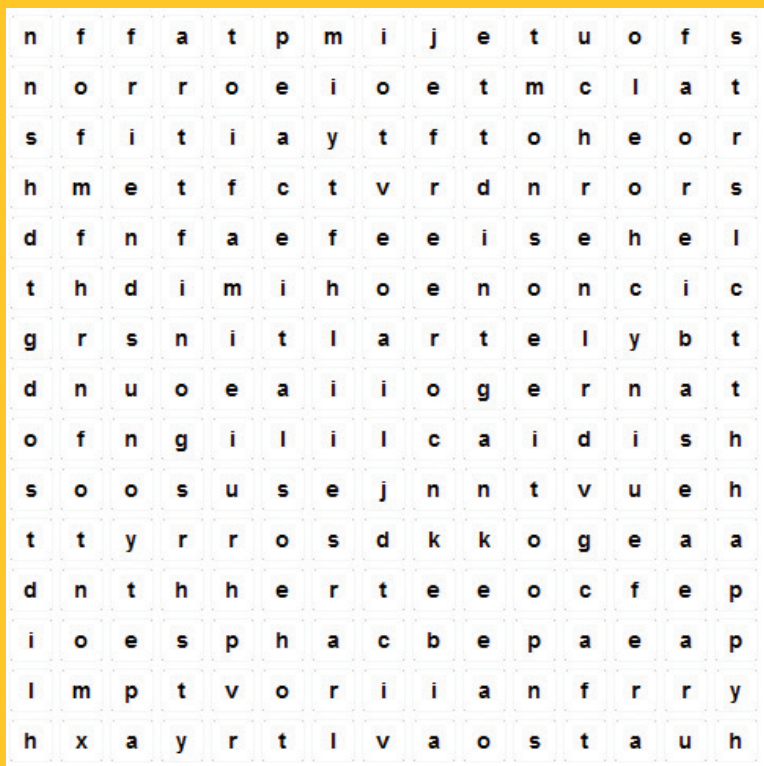 n f f a t p m i j e t u o f s
n o r r o e i o e t m c l a t
s f i t i a y t f t o h e o r
h m e t f c t v r d n r o r s
d f n f a e f e e i s e h e l
t h d i m i h o e n o n c i c
g r s n i t l a r t e l y b t
d n u o e a i i o g e r n a t
o f n g i l i l c a i d i s h
s o o s u s e j n n t v u e h
t t y r r o s d k k o g e a a
d n t h h e r t e e o c f e p
i o e s p h a c b e p a e a p
l m p t v o r i i a n f r r y
h x a y r t l v a o s t a u h